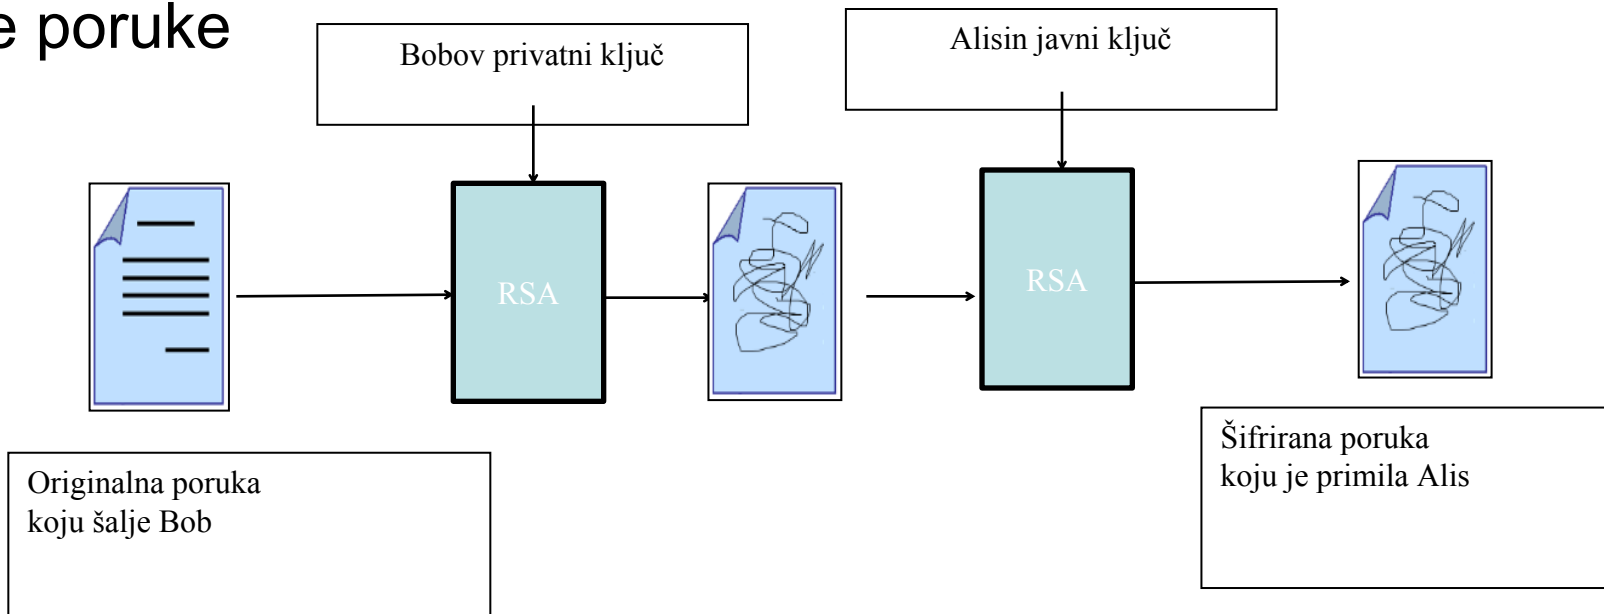 e poruke
Bobov privatni ključ
Alisin javni ključ
RSA
RSA
Originalna poruka
koju šalje Bob
Šifrirana poruka
koju je primila Alis